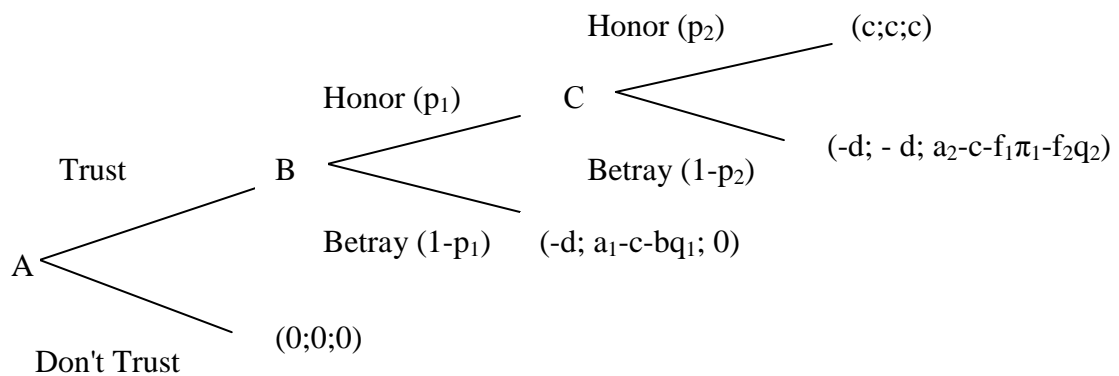 Honor (p₂)
(c;c;c)
Honor (p₁)
C
(-d; - d; a₂-c-f₁π₁-f₂q₂)
Trust
B
Betray (1-p₂)
Betray (1-p₁)
(-d; a₁-c-bq₁; 0)
A
(0;0;0)
Don't Trust